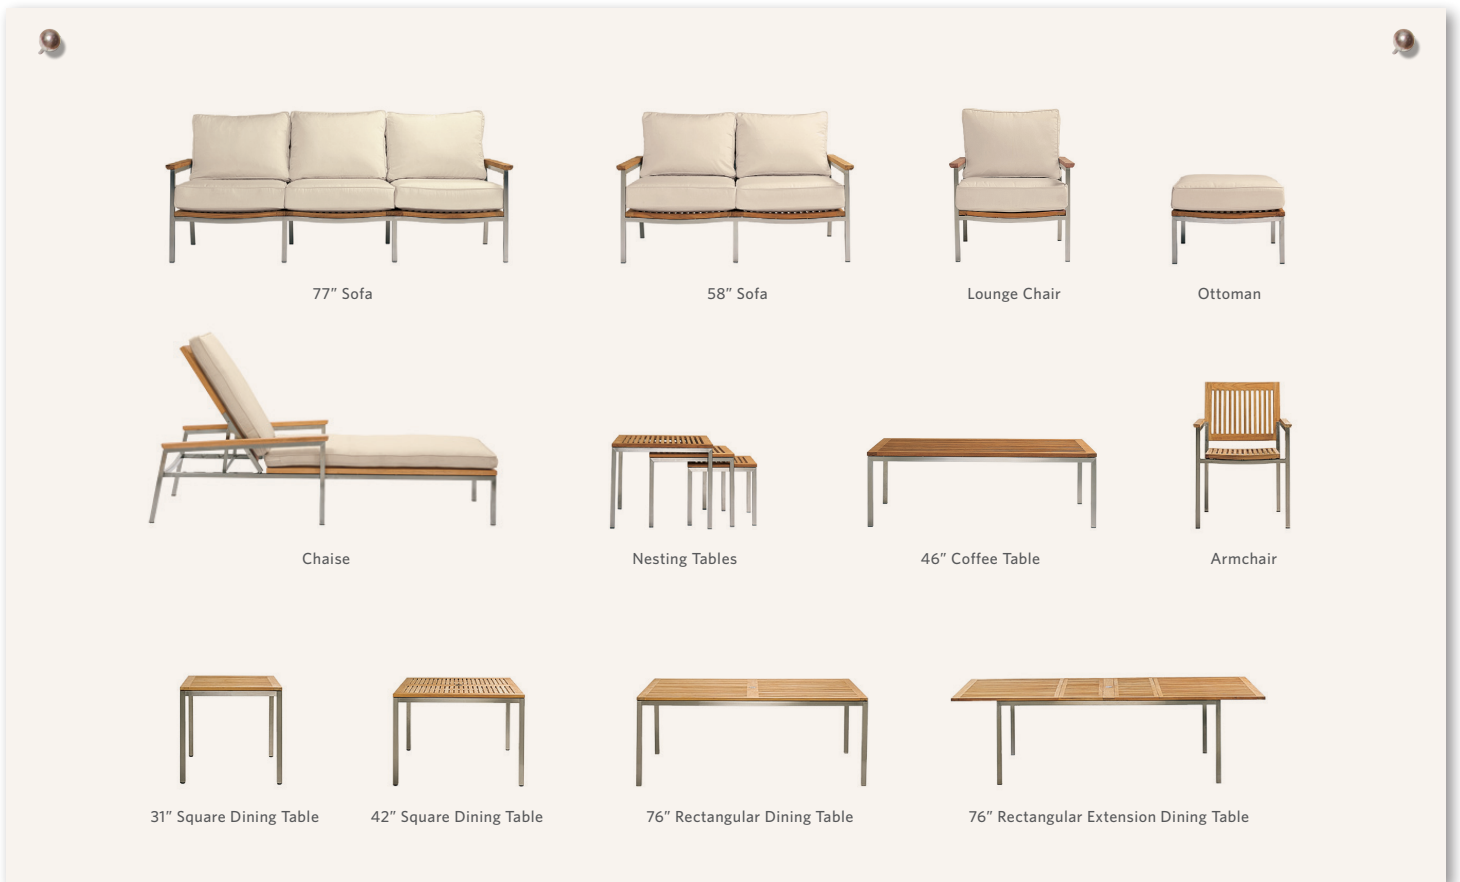 77” Sofa
58” Sofa
Lounge Chair
Ottoman
Chaise
Nesting Tables
46” Coffee Table
Armchair
31” Square Dining Table
42” Square Dining Table
76” Rectangular Dining Table
76” Rectangular Extension Dining Table